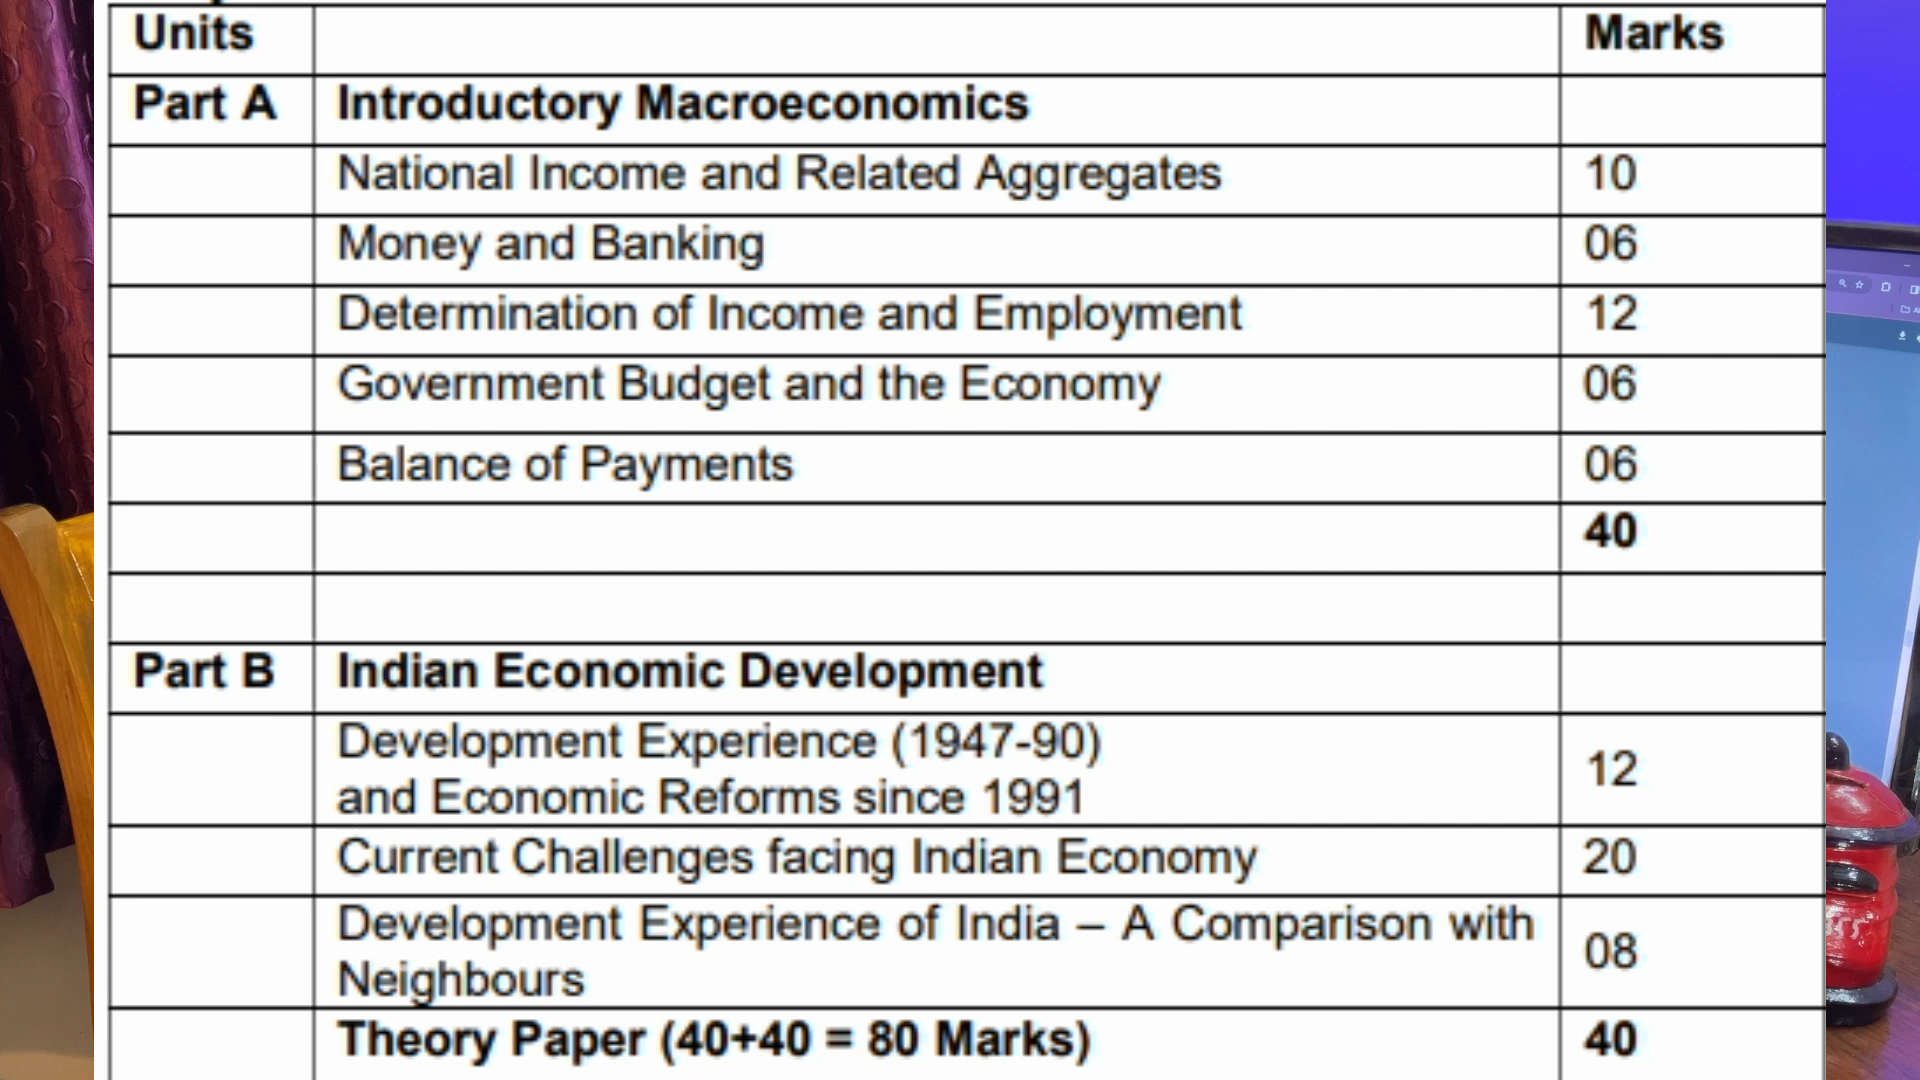 Units Marks
Part A Introductory Macroeconomics
National Income and Related Aggregates 10
Money and Banking 06
Determination of Income and Employment 12
Government Budget and the Economy 06
Balance of Payments 06
40
Part B Indian Economic Development
Development Experience (1947-90)
and Economic Reforms since 1991 12
Current Challenges facing Indian Economy 20
Development Experience of India – A Comparison with
Neighbours 08
Theory Paper (40+40 = 80 Marks) 40